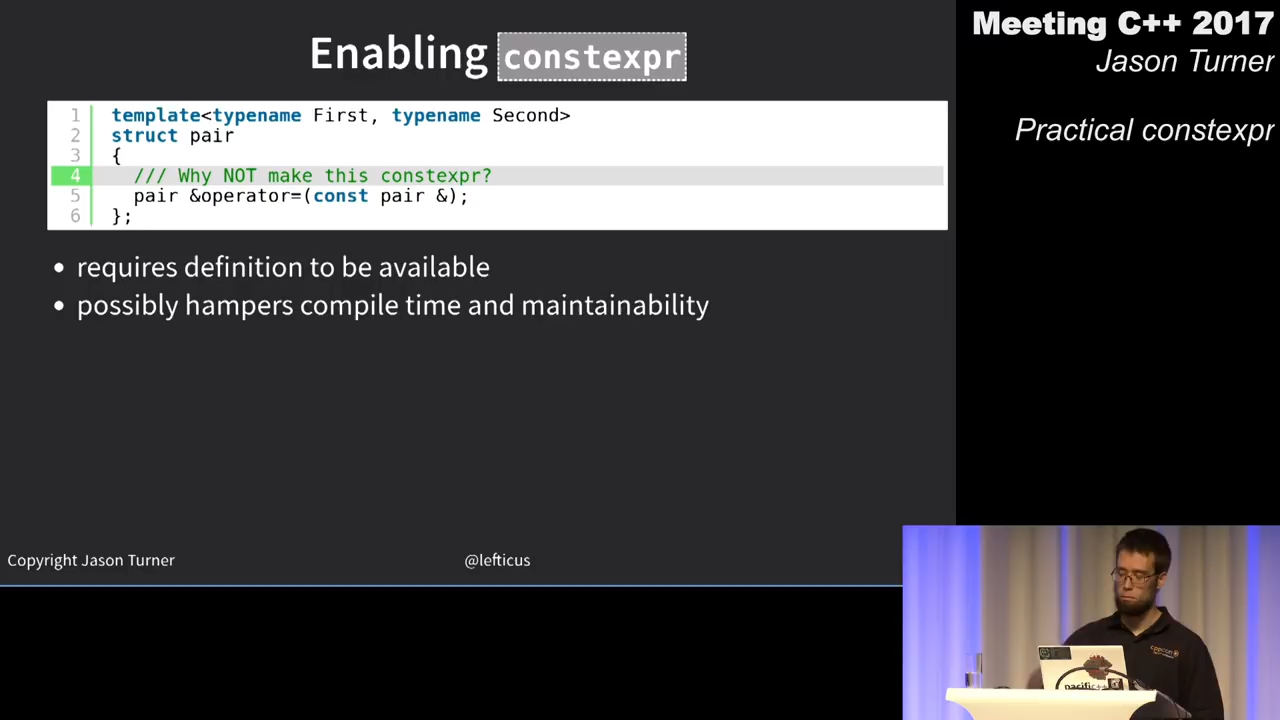 Enabling constexpr
1 template<typename First, typename Second>
2 struct pair
3 {
4 /// Why NOT make this constexpr?
5 pair &operator=(const pair &);
6 };
• requires definition to be available
• possibly hampers compile time and maintainability
Copyright Jason Turner
@lefticus
Meeting C++ 2017
Jason Turner
Practical constexpr
cppcon
pacific++